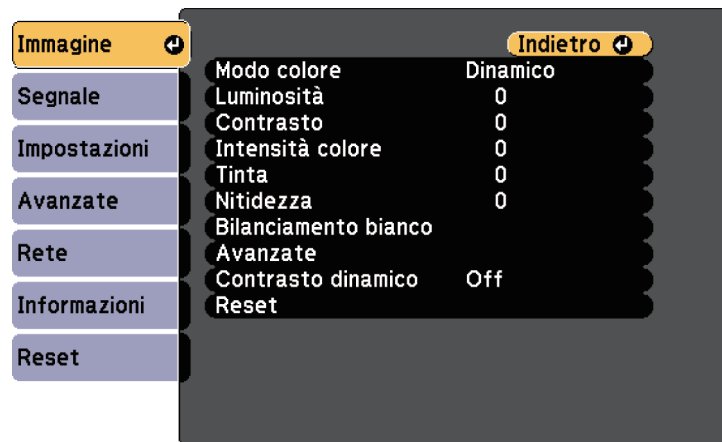 Immagine
Segnale
Impostazioni
Avanzate
Rete
Informazioni
Reset
Indietro
Modo colore Dinamico
Luminosità 0
Contrasto 0
Intensità colore 0
Tinta 0
Nitidezza 0
Bilanciamento bianco
Avanzate
Contrasto dinamico Off
Reset